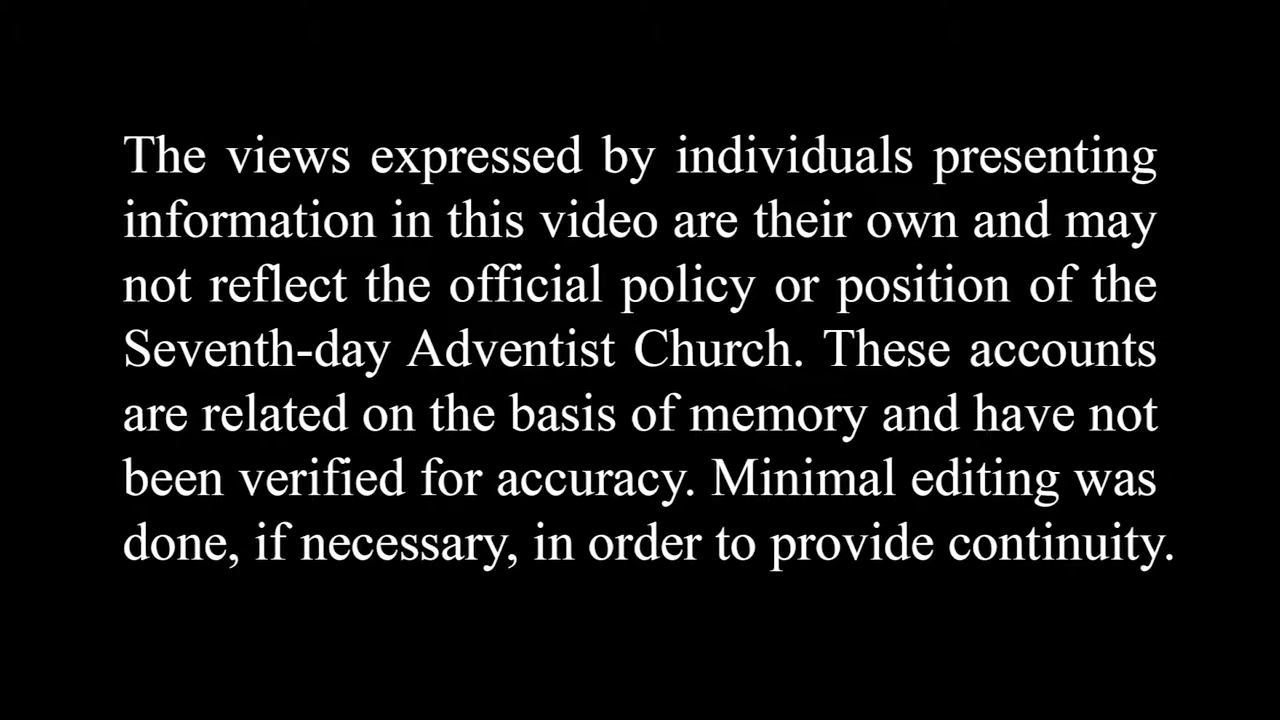 The views expressed by individuals presenting
information in this video are their own and may
not reflect the official policy or position of the
Seventh-day Adventist Church. These accounts
are related on the basis of memory and have not
been verified for accuracy. Minimal editing was
done, if necessary, in order to provide continuity.